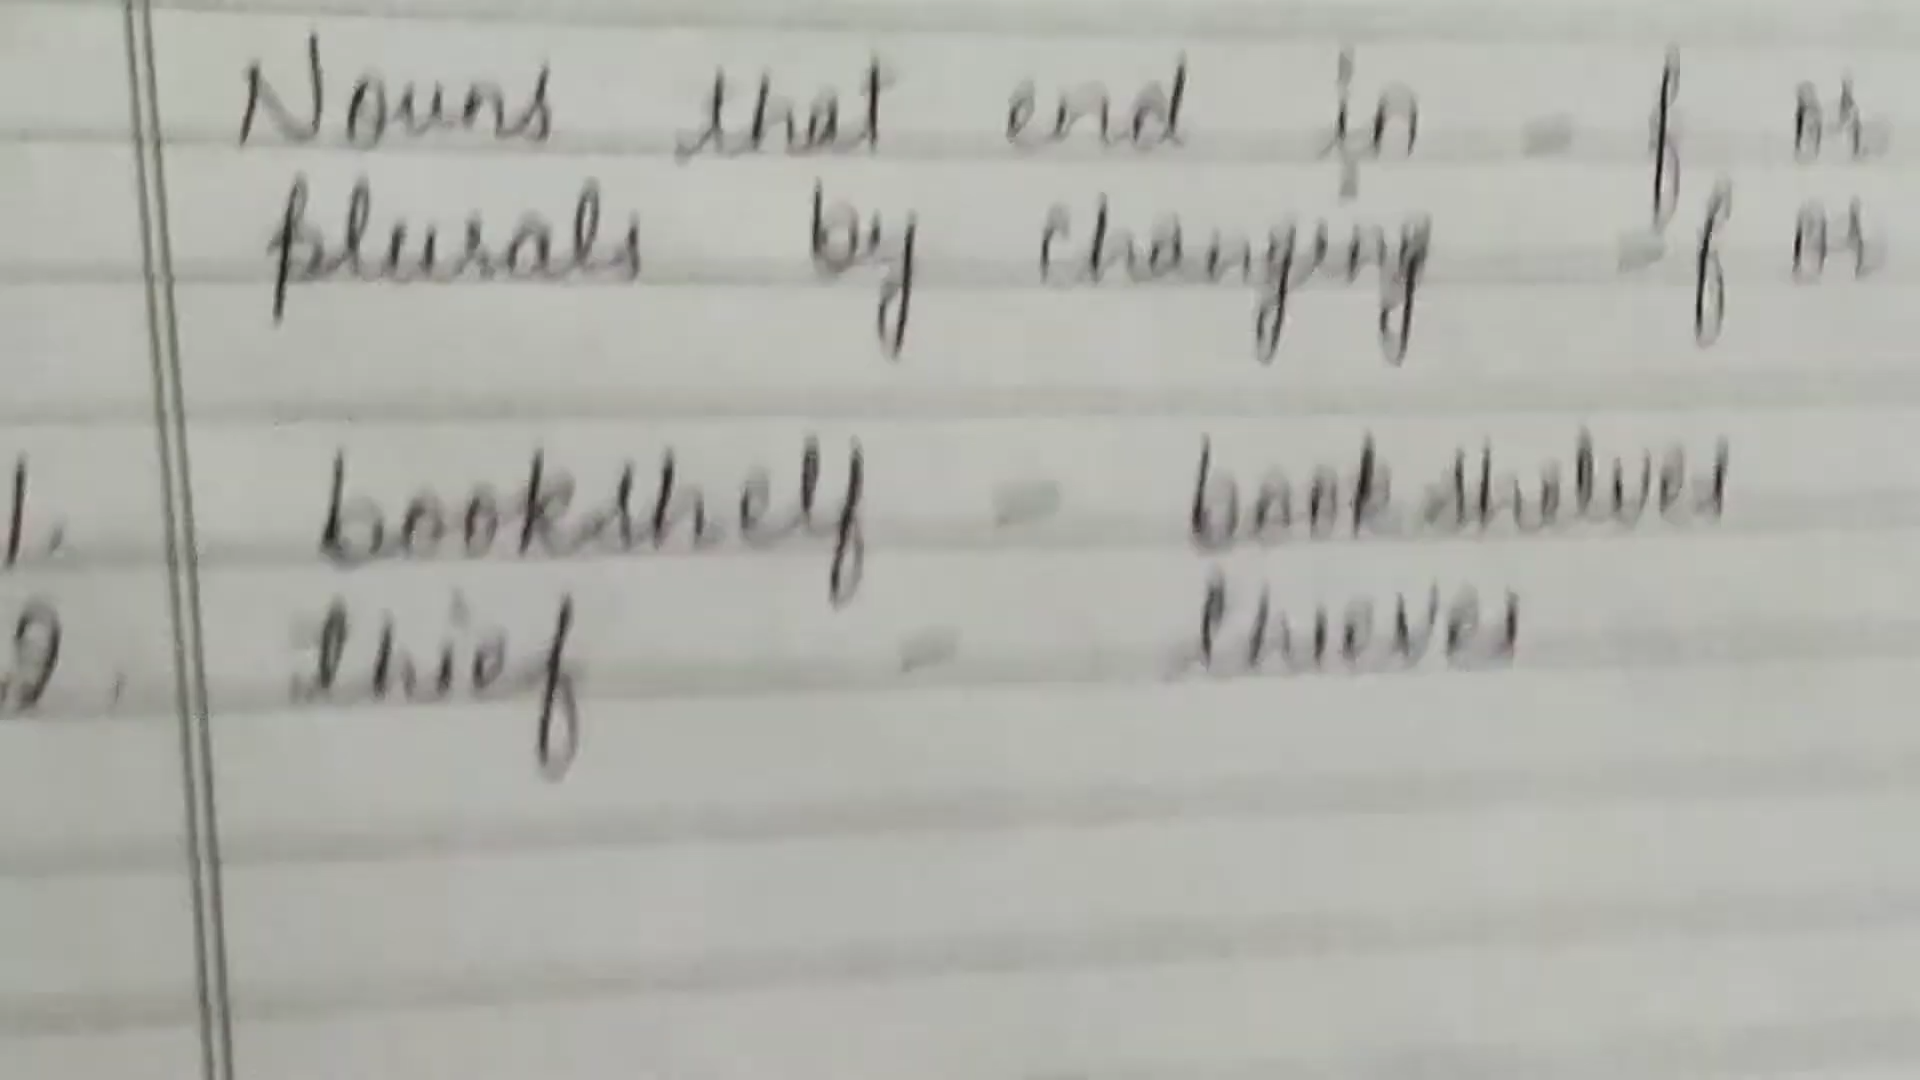 Nouns that end in - f or
plurals by changing - f or
1. bookshelf - bookshelves
2. thief - thieves